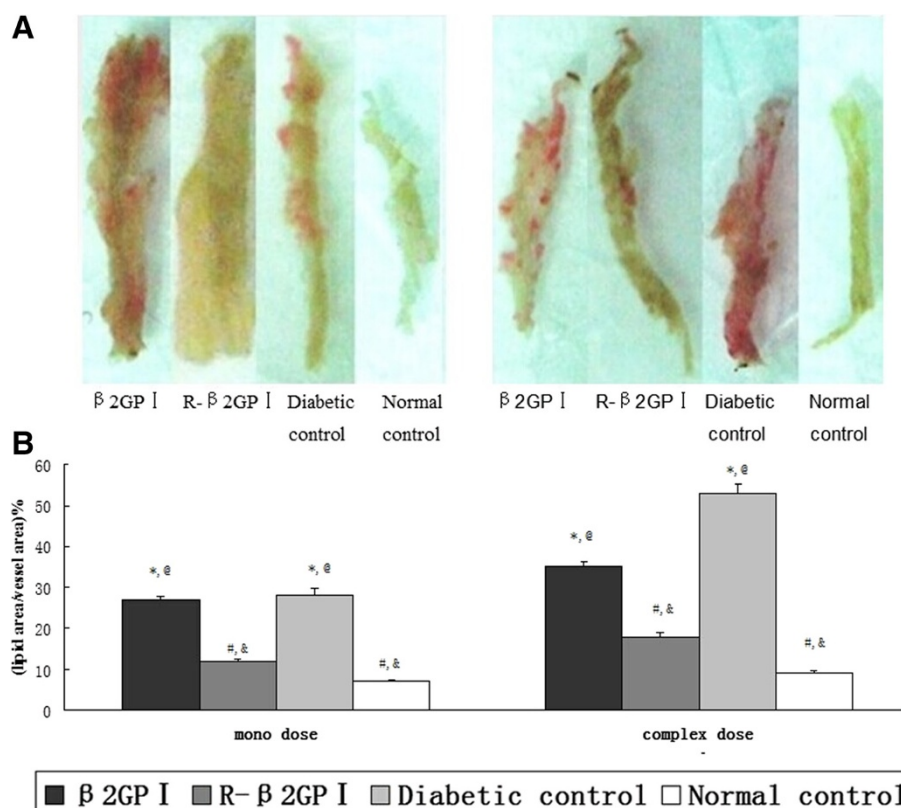 A
β2GPⅠ R-β2GPⅠ Diabetic control Normal control
β2GPⅠ R-β2GPⅠ Diabetic control Normal control
B
(lipid area/vessel area)%
60
50
40
30
20
10
0
*,@
#,&
*,@
#,&
*,@
#,&
*,@
#,&
mono dose
complex dose
β2GPⅠ R-β2GPⅠ Diabetic control Normal control